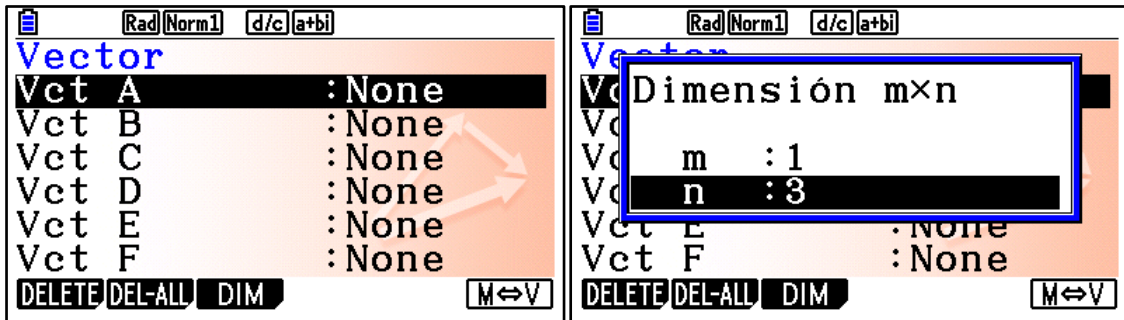 Rad Norm1 d/c a+bi
Vector
Vct A :None
Vct B :None
Vct C :None
Vct D :None
Vct E :None
Vct F :None
DELETE DEL-ALL DIM M⇔V
Rad Norm1 d/c a+bi
Dimensión m×n
m :1
n :3
Vct F :None
DELETE DEL-ALL DIM M⇔V